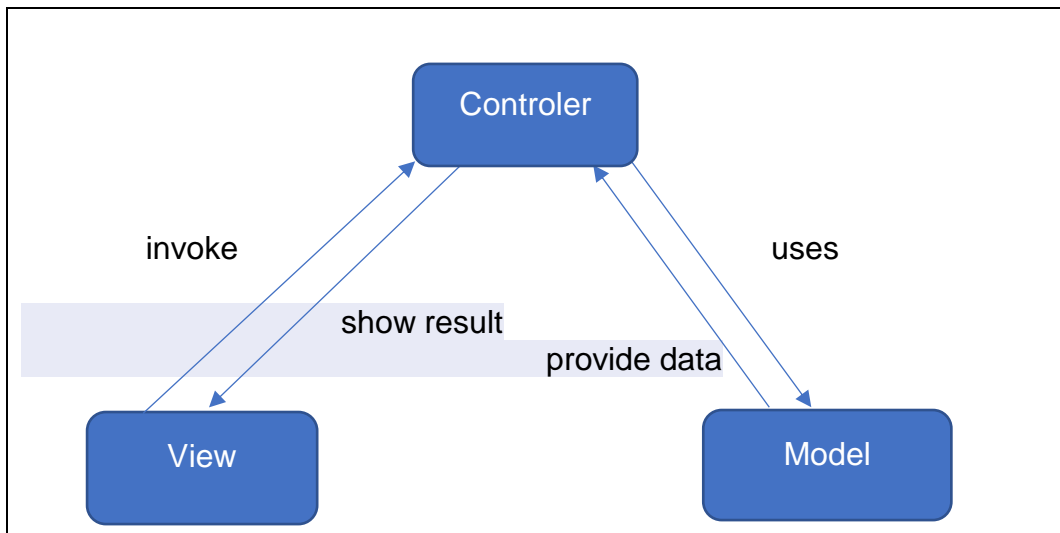 Controler
invoke
uses
show result
provide data
View
Model